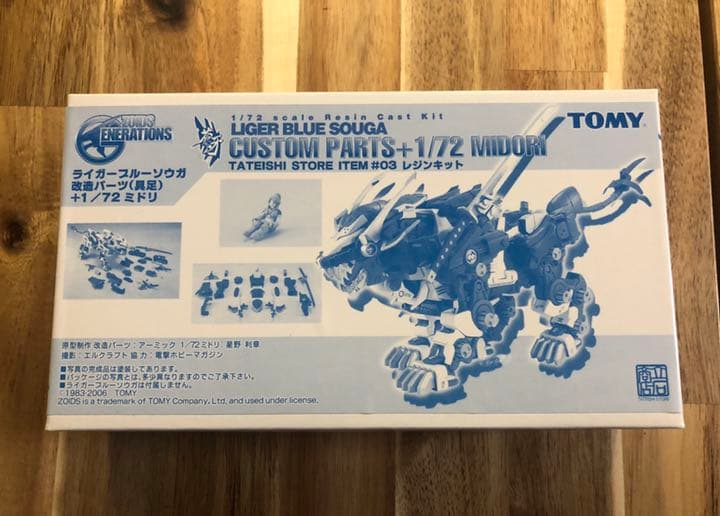 ZOIDS
GENERATIONS
1/72 scale Resin Cast Kit
LIGER BLUE SOUGA
CUSTOM PARTS+1/72 MIDORI
TATEISHI STORE ITEM #03 レジンキット
TOMY
ライガーブルーソウガ
改造パーツ(具足)
+1/72ミドリ
原型制作 改造パーツ:アーミック 1/72ミドリ:星野 利章
撮影:エルクラフト 協力:電撃ホビーマガジン
■写真の完成品は塗装してあります。
■パッケージの写真とは、多少異なりますのでご了承下さい。
■ライガーブルーソウガは付属しません。
©1983-2006 TOMY
ZOIDS is a trademark of TOMY Company, Ltd. and used under license.